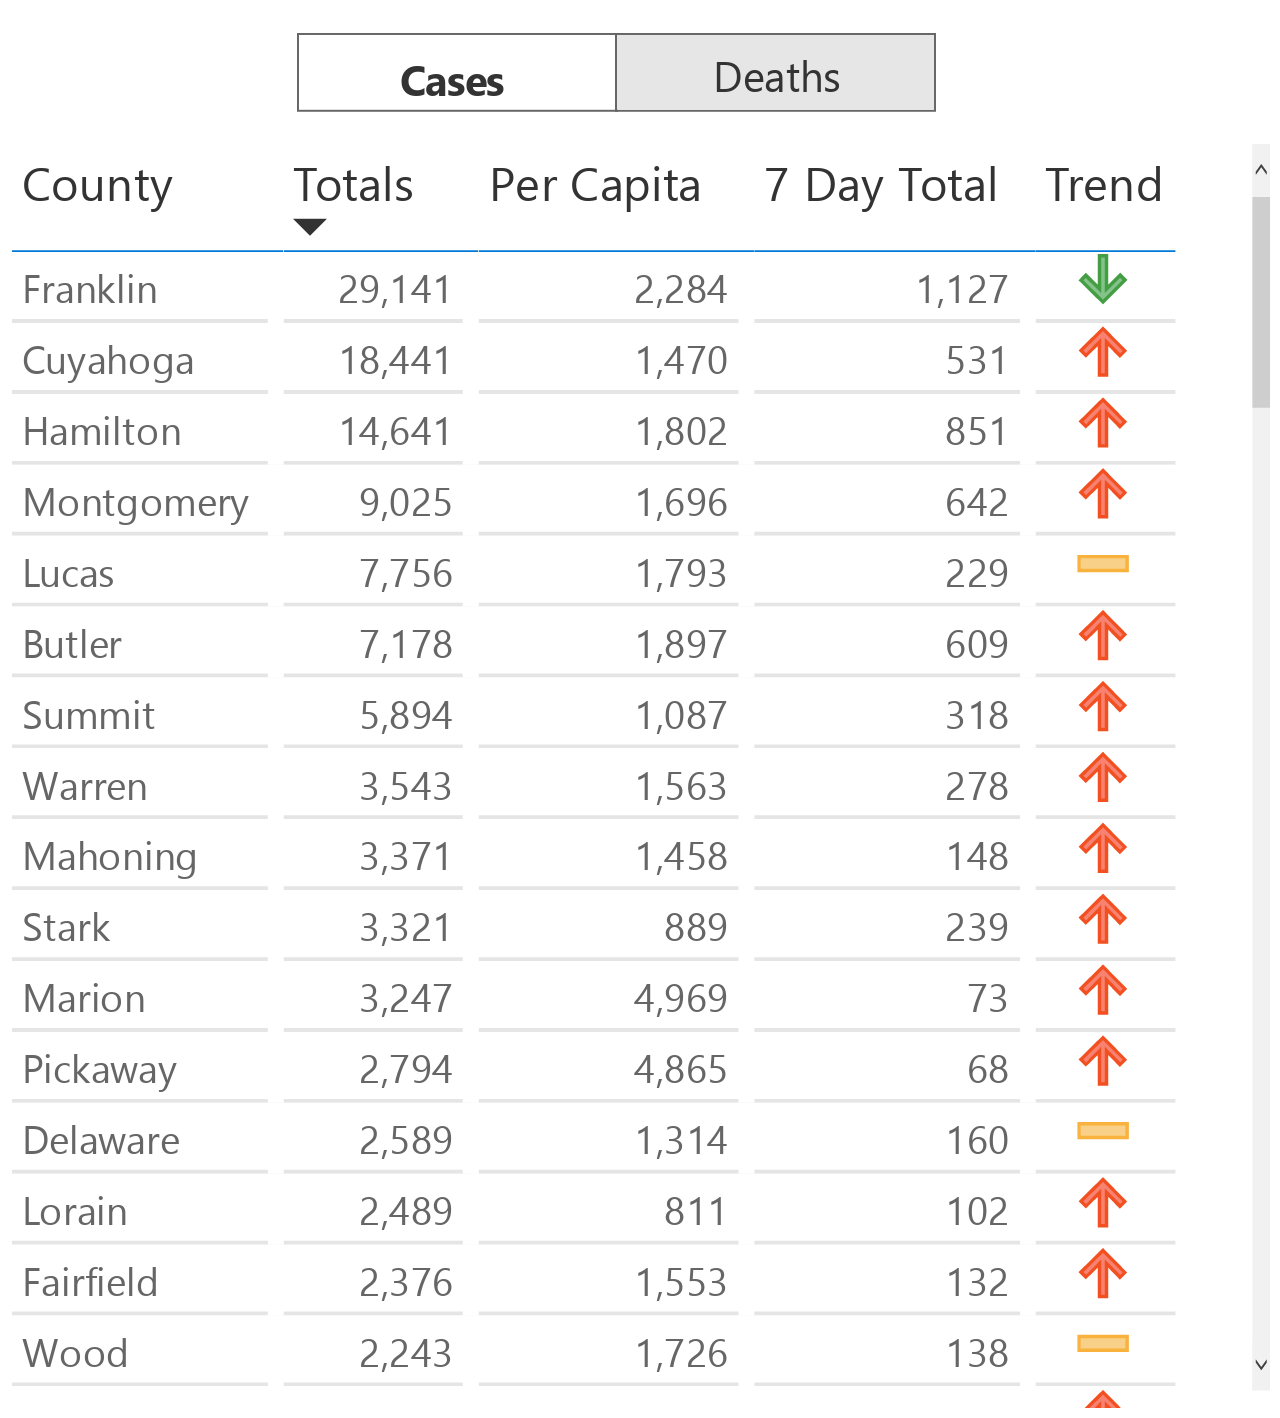 Cases Deaths
County Totals Per Capita 7 Day Total Trend
Franklin 29,141 2,284 1,127
Cuyahoga 18,441 1,470 531
Hamilton 14,641 1,802 851
Montgomery 9,025 1,696 642
Lucas 7,756 1,793 229
Butler 7,178 1,897 609
Summit 5,894 1,087 318
Warren 3,543 1,563 278
Mahoning 3,371 1,458 148
Stark 3,321 889 239
Marion 3,247 4,969 73
Pickaway 2,794 4,865 68
Delaware 2,589 1,314 160
Lorain 2,489 811 102
Fairfield 2,376 1,553 132
Wood 2,243 1,726 138